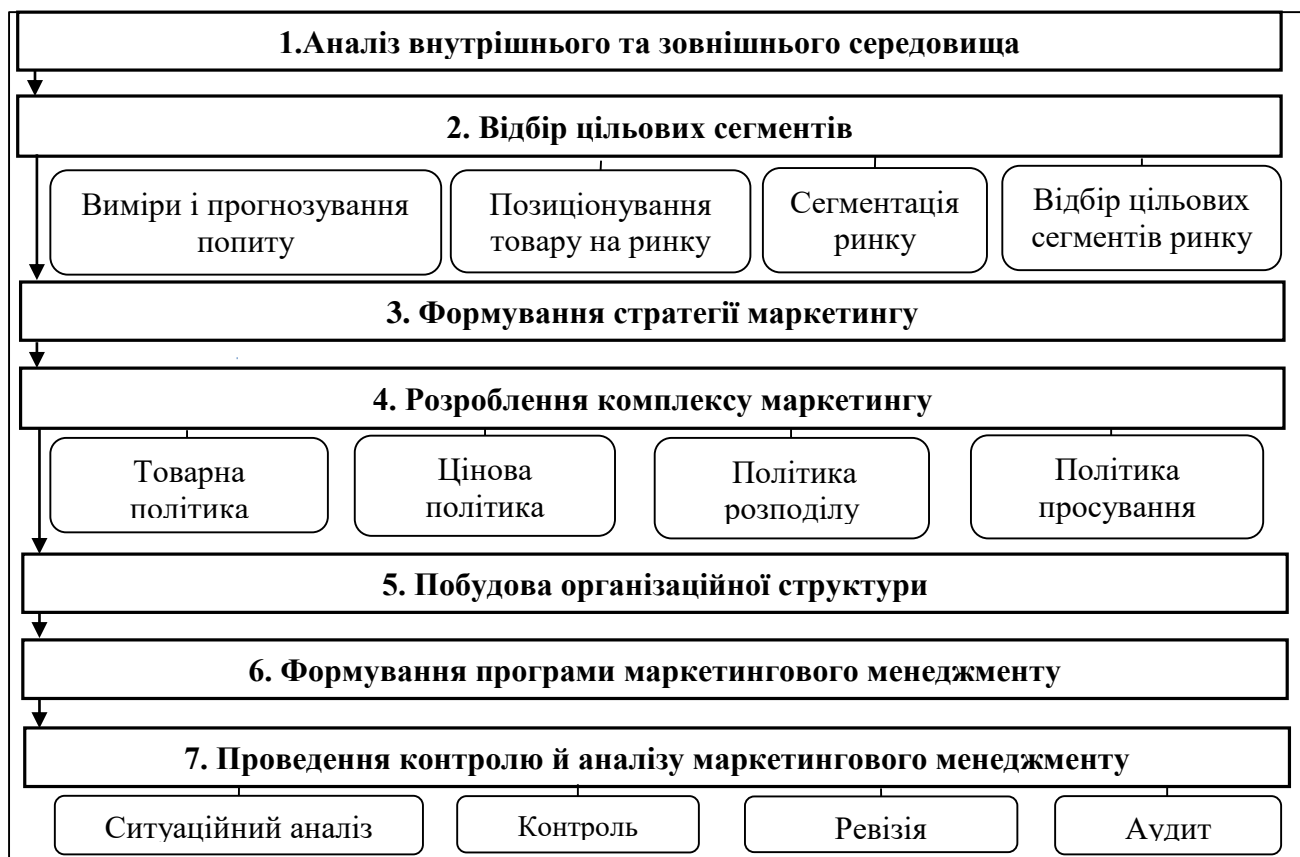 1.Аналіз внутрішнього та зовнішнього середовища
2. Відбір цільових сегментів
Виміри і прогнозування
попиту
Позиціонування
товару на ринку
Сегментація
ринку
Відбір цільових
сегментів ринку
3. Формування стратегії маркетингу
4. Розроблення комплексу маркетингу
Товарна
політика
Цінова
політика
Політика
розподілу
Політика
просування
5. Побудова організаційної структури
6. Формування програми маркетингового менеджменту
7. Проведення контролю й аналізу маркетингового менеджменту
Ситуаційний аналіз
Контроль
Ревізія
Аудит